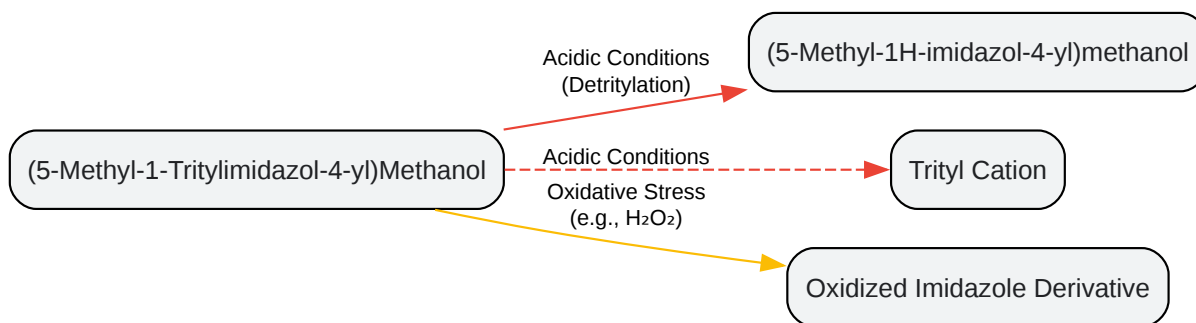 (5-Methyl-1H-imidazol-4-yl)methanol
Acidic Conditions
(Detritylation)
(5-Methyl-1-Tritylimidazol-4-yl)Methanol
Acidic Conditions
Trityl Cation
Oxidative Stress
(e.g., H₂O₂)
Oxidized Imidazole Derivative